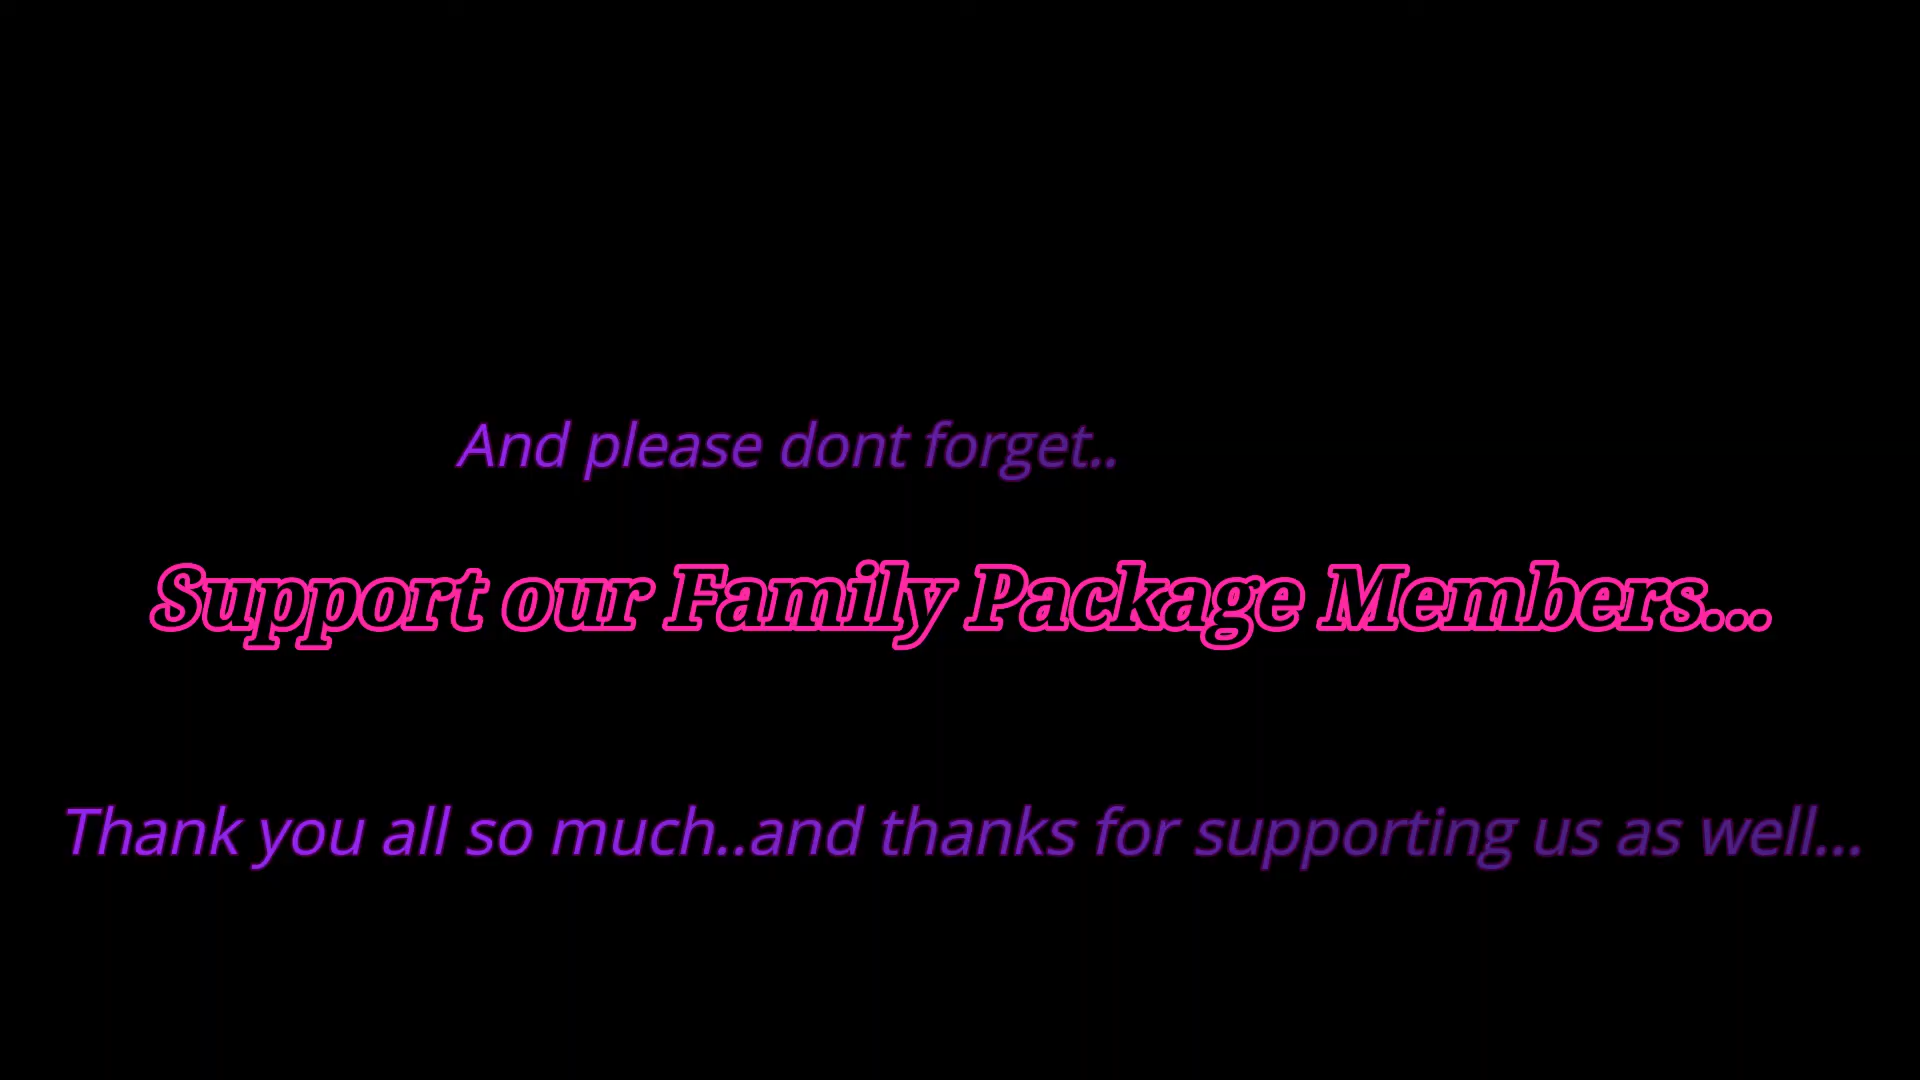 And please dont forget..
Support our Family Package Members...
Thank you all so much..and thanks for supporting us as well...